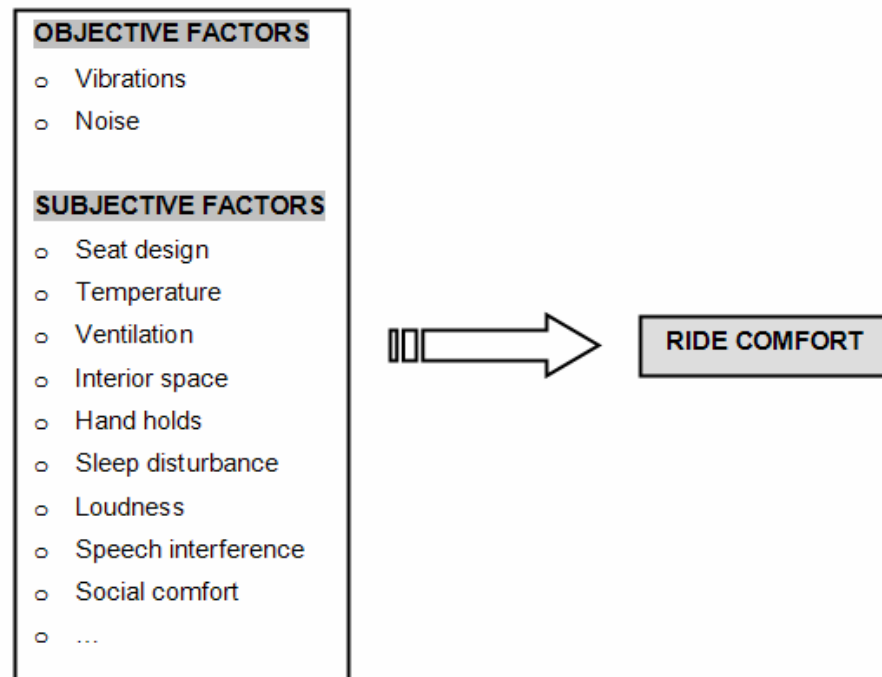 OBJECTIVE FACTORS
o Vibrations
o Noise
SUBJECTIVE FACTORS
o Seat design
o Temperature
o Ventilation
o Interior space
o Hand holds
o Sleep disturbance
o Loudness
o Speech interference
o Social comfort
o …
RIDE COMFORT